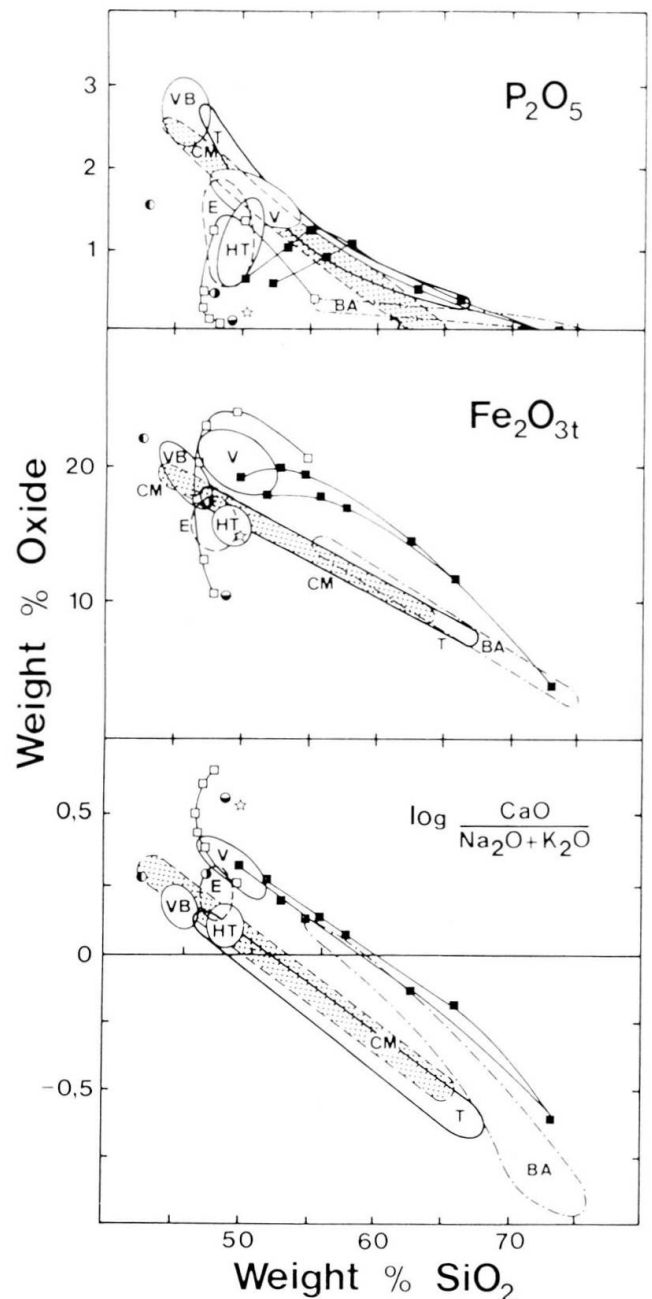 P2O5
3
2
1
VB
T
CM
E
V
HT
BA
Fe2O3t
20
10
VB
V
CM
E
HT
CM
T
BA
Weight % Oxide
log CaO
Na2O+K2O
0,5
0
−0,5
V
E
VB
HT
CM
T
BA
50 60 70
Weight % SiO2